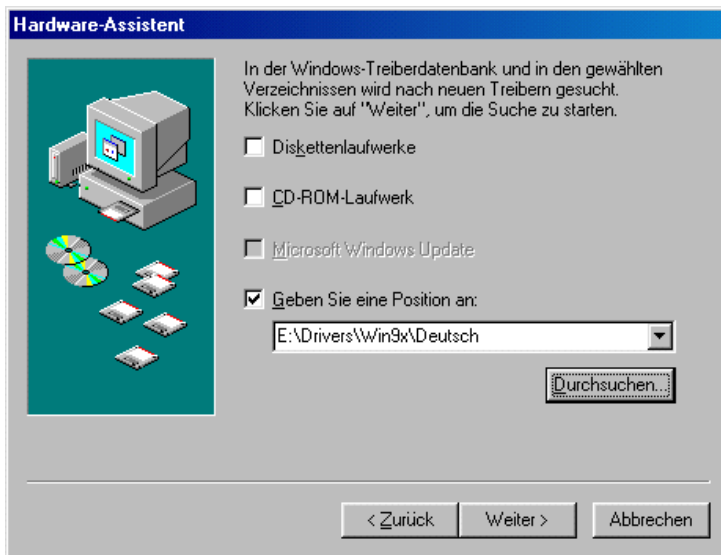 Hardware-Assistent
In der Windows-Treiberdatenbank und in den gewählten
Verzeichnissen wird nach neuen Treibern gesucht.
Klicken Sie auf "Weiter", um die Suche zu starten.
Diskettenlaufwerke
CD-ROM-Laufwerk
Microsoft Windows Update
Geben Sie eine Position an:
E:\Drivers\Win9x\Deutsch
Durchsuchen...
< Zurück Weiter > Abbrechen